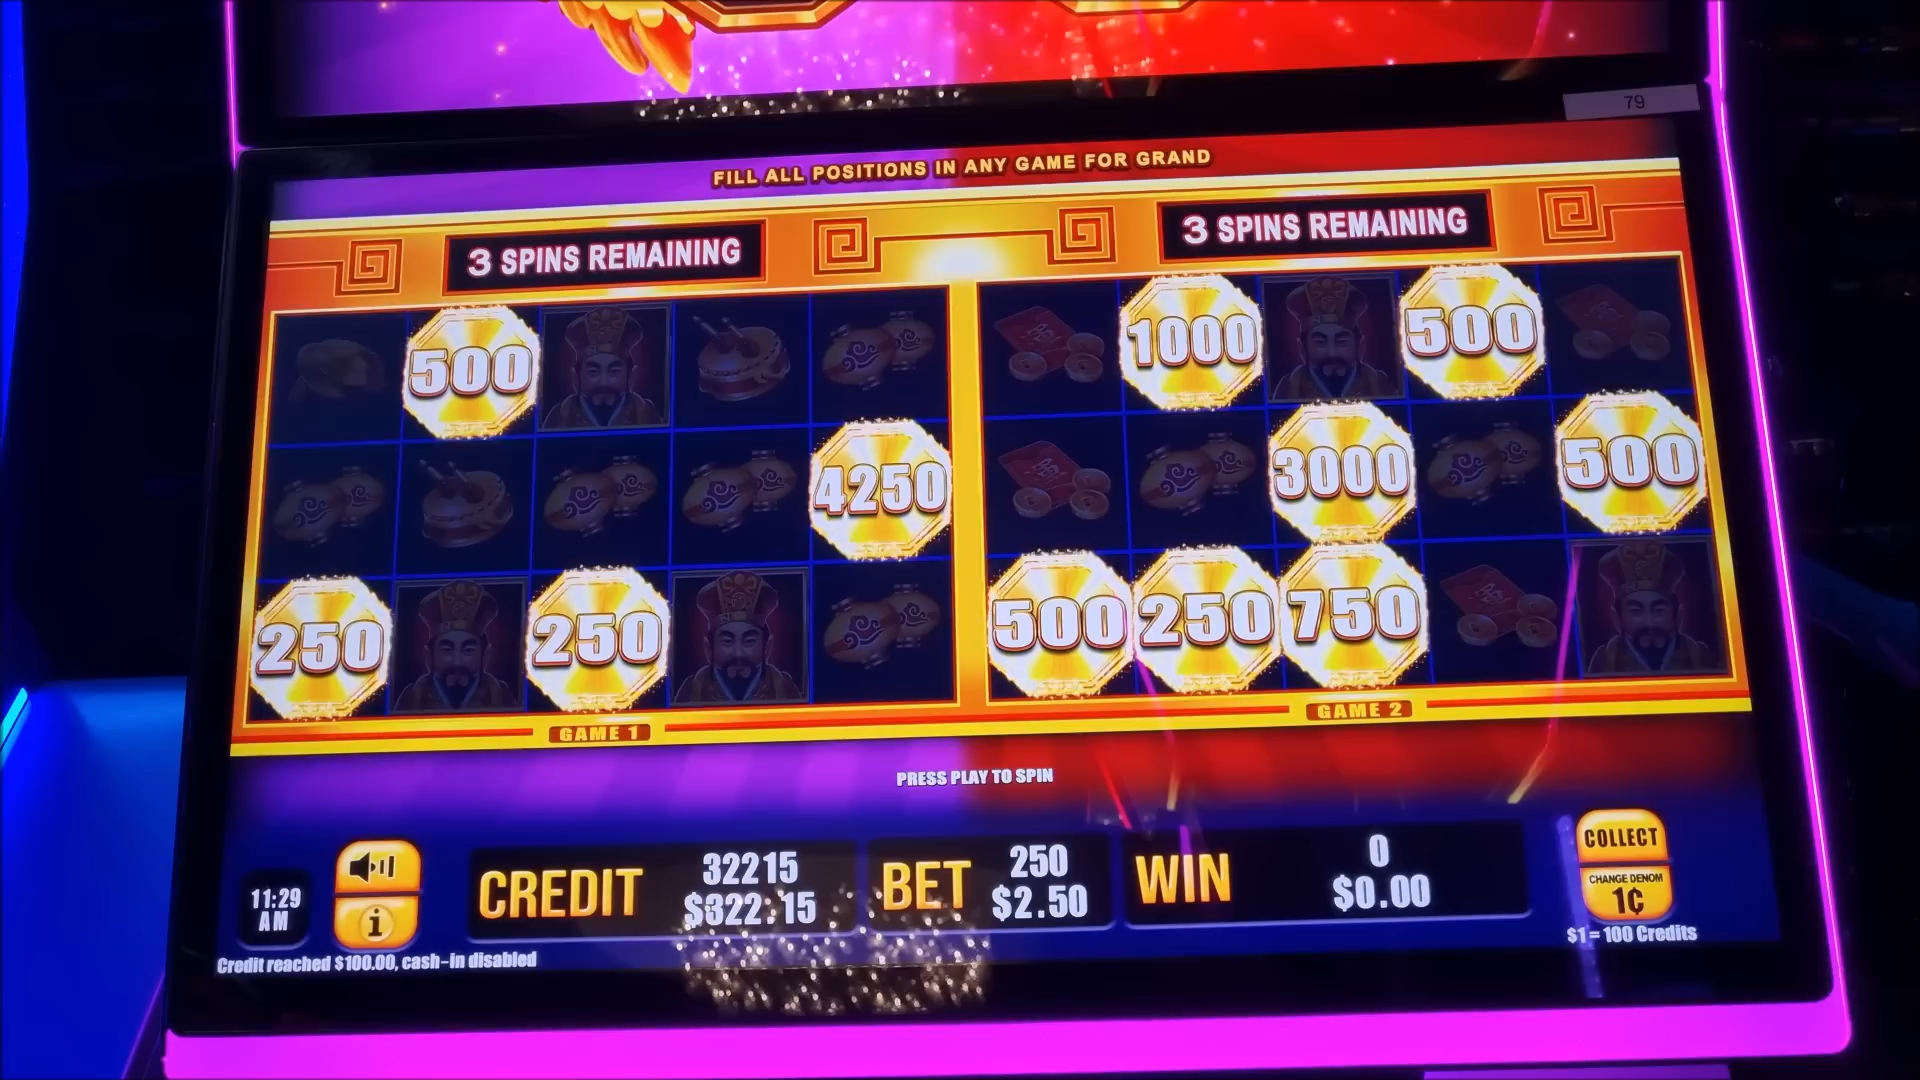 79
FILL ALL POSITIONS IN ANY GAME FOR GRAND
3 SPINS REMAINING
3 SPINS REMAINING
500
4250
250
250
1000
500
3000
500
500
250
750
GAME 1
GAME 2
PRESS PLAY TO SPIN
11:29 AM
i
CREDIT
32215
$322.15
BET
250
$2.50
WIN
0
$0.00
COLLECT
CHANGE DENOM
1¢
$1 = 100 Credits
Credit reached $100.00, cash-in disabled